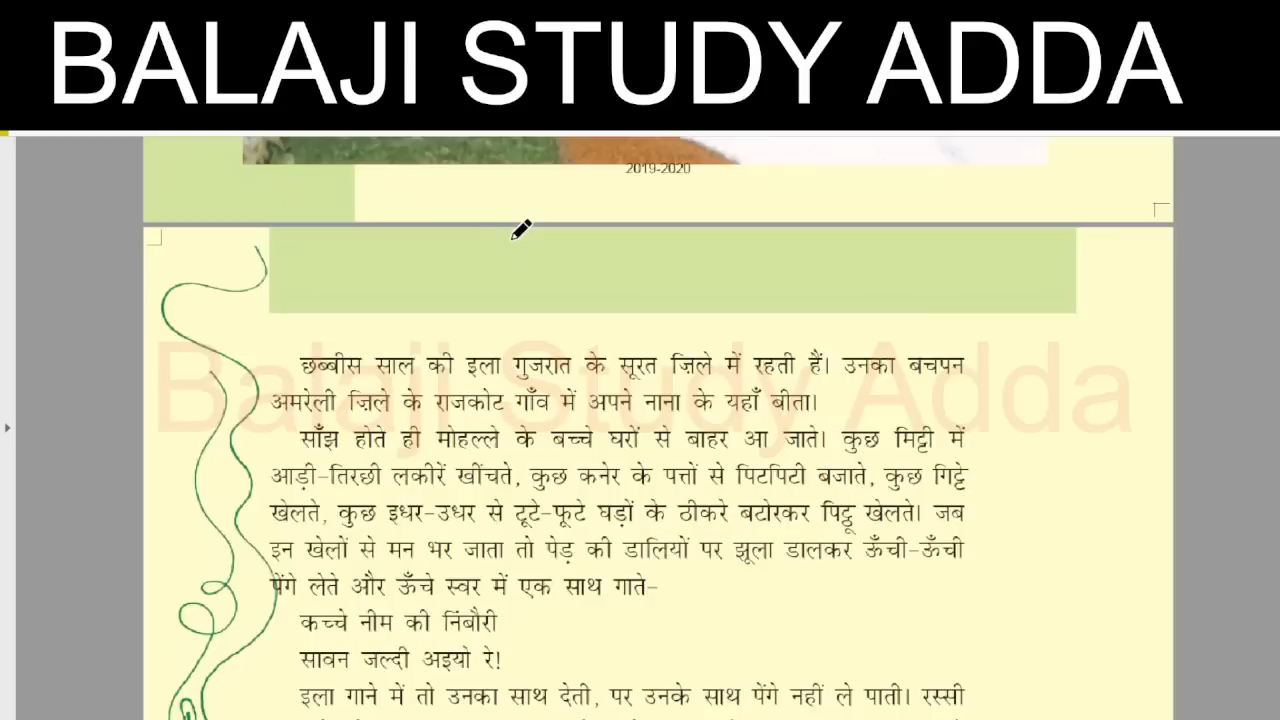 BALAJI STUDY ADDA
2019-2020
Balaji Study Adda
छब्बीस साल की इला गुजरात के सूरत ज़िले में रहती हैं। उनका बचपन
अमरेली ज़िले के राजकोट गाँव में अपने नाना के यहाँ बीता।
साँझ होते ही मोहल्ले के बच्चे घरों से बाहर आ जाते। कुछ मिट्टी में
आड़ी-तिरछी लकीरें खींचते, कुछ कनेर के पत्तों से पिटपिटी बजाते, कुछ गिट्टे
खेलते, कुछ इधर-उधर से टूटे-फूटे घड़ों के ठीकरे बटोरकर पिट्ठू खेलते। जब
इन खेलों से मन भर जाता तो पेड़ की डालियों पर झूला डालकर ऊँची-ऊँची
पेंगे लेते और ऊँचे स्वर में एक साथ गाते-
कच्चे नीम की निंबौरी
सावन जल्दी अइयो रे!
इला गाने में तो उनका साथ देती, पर उनके साथ पेंगे नहीं ले पाती। रस्सी